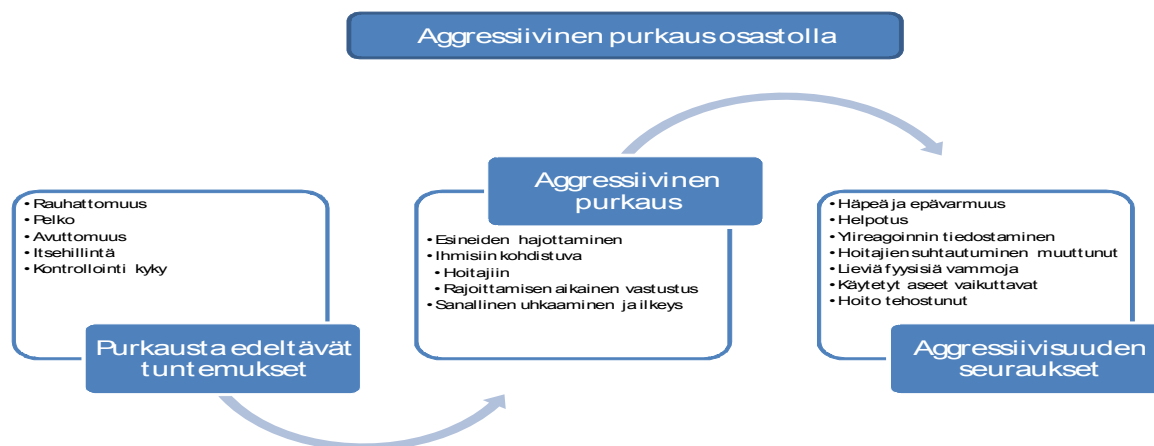 Aggressiivinen purkaus osastolla
• Rauhattomuus
• Pelko
• Avuttomuus
• Itsehillintä
• Kontrollointi kyky
Purkausta edeltävät
tuntemukset
Aggressiivinen
purkaus
• Esineiden hajottaminen
• Ihmisiin kohdistuva
• Hoitajiin
• Rajoittamisen aikainen vastustus
• Sanallinen uhkaaminen ja ilkeys
• Häpeä ja epävarmuus
• Helpotus
• Ylireagoinnin tiedostaminen
• Hoitajien suhtautuminen muuttunut
• Lieviä fyysisiä vammoja
• Käytetyt aseet vaikuttavat
• Hoito tehostunut
Aggressiivisuuden
seuraukset